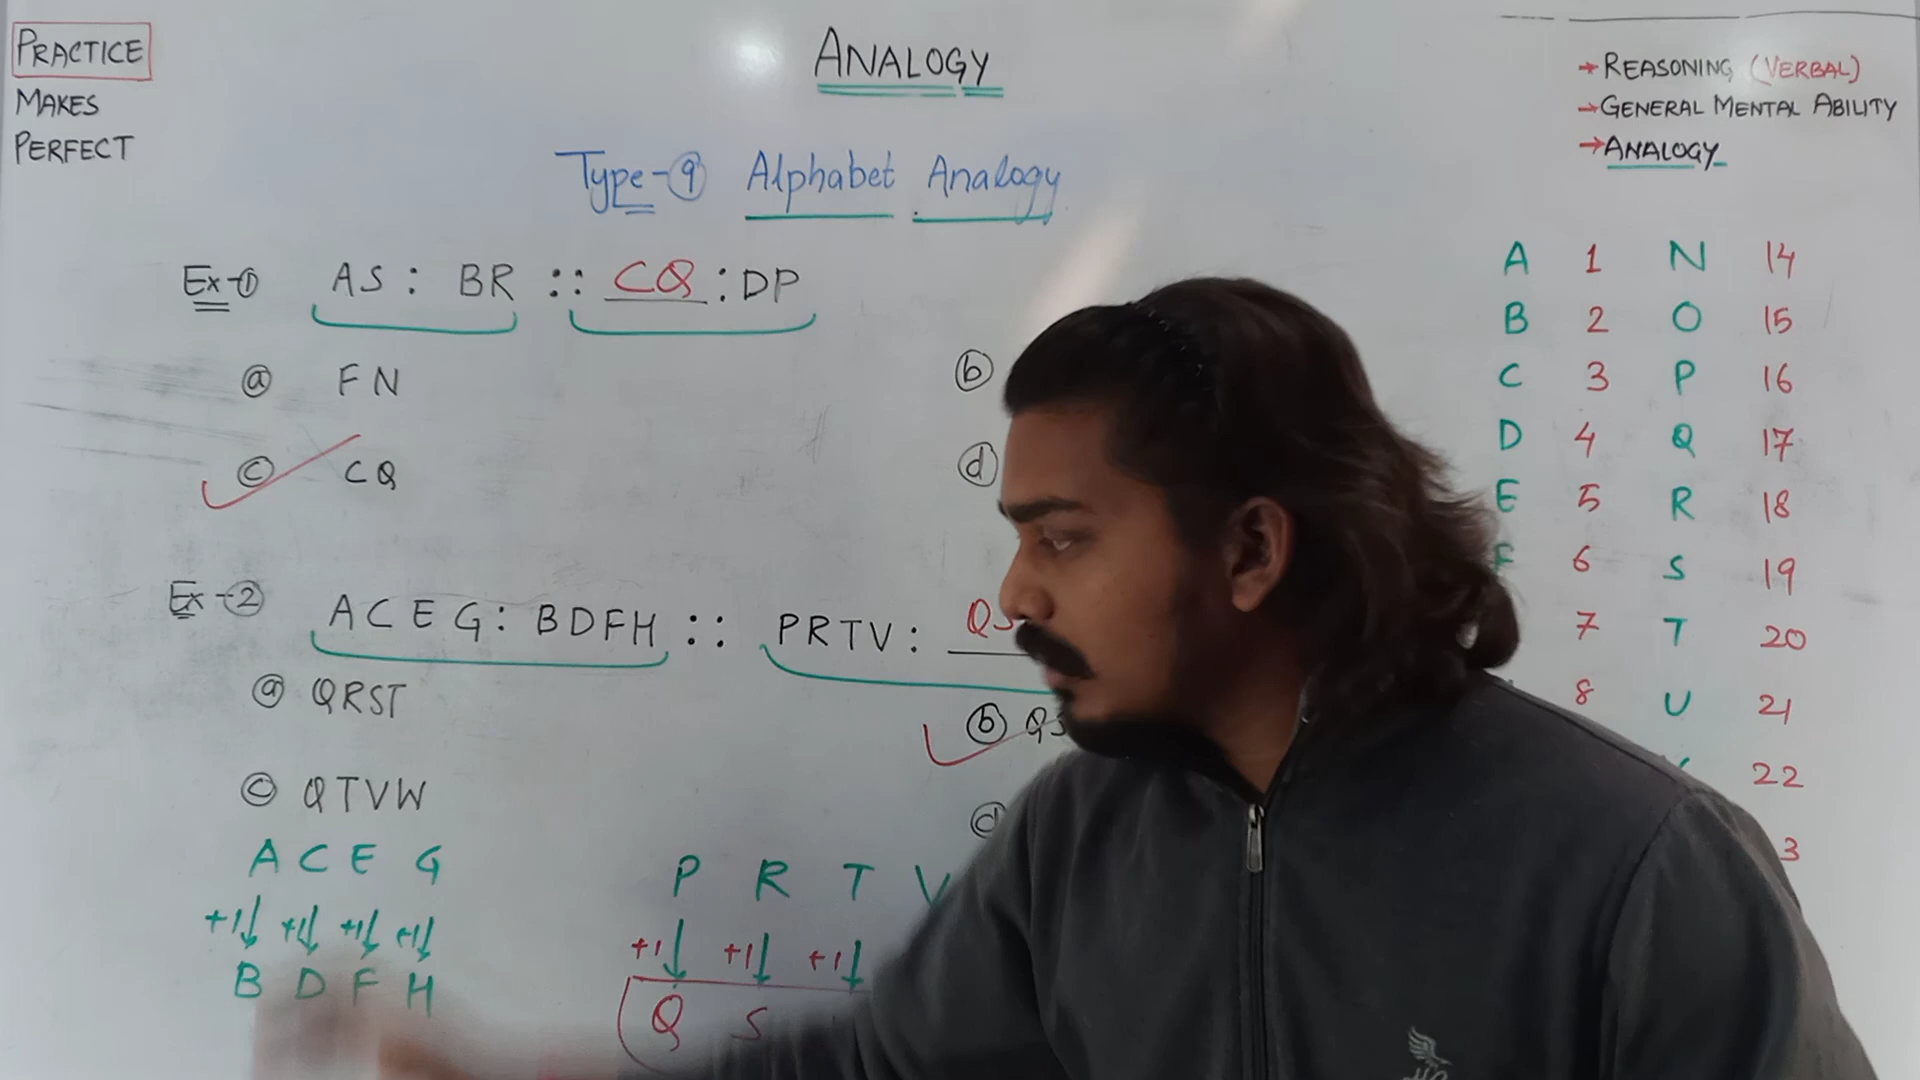 PRACTICE
MAKES
PERFECT
ANALOGY
→ REASONING (VERBAL)
→ GENERAL MENTAL ABILITY
→ ANALOGY
Type-9 Alphabet Analogy
Ex-1 AS : BR :: CQ : DP
a FN
b
c CQ
d
Ex-2 ACEG : BDFH :: PRTV :
a QRST
b
c QTVW
d
A C E G
+1 +1 +1 +1
B D F H
P R T V
+1 +1 +1
Q S
A 1 N 14
B 2 O 15
C 3 P 16
D 4 Q 17
E 5 R 18
F 6 S 19
7 T 20
8 U 21
22
3